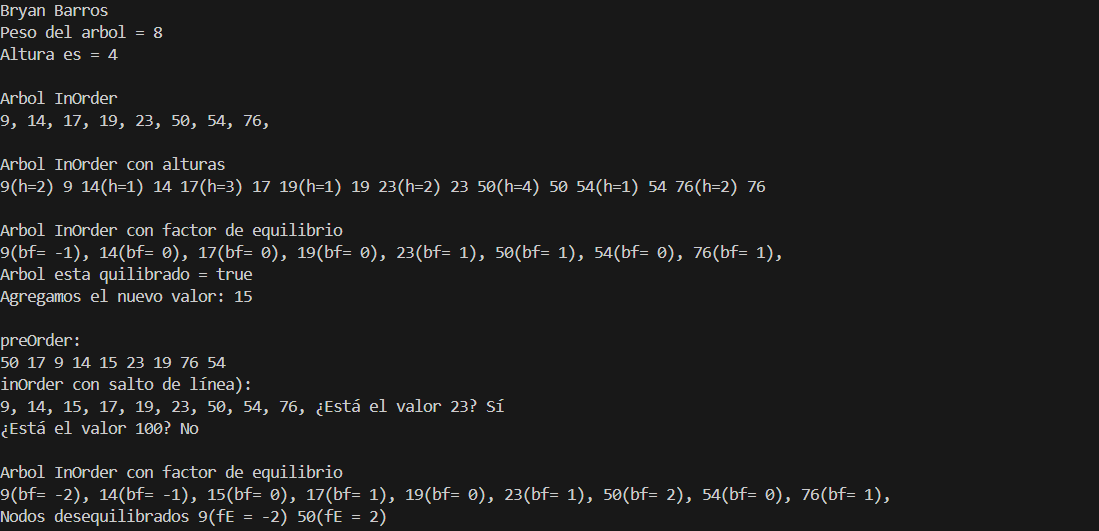 Bryan Barros
Peso del arbol = 8
Altura es = 4
Arbol InOrder
9, 14, 17, 19, 23, 50, 54, 76,
Arbol InOrder con alturas
9(h=2) 9 14(h=1) 14 17(h=3) 17 19(h=1) 19 23(h=2) 23 50(h=4) 50 54(h=1) 54 76(h=2) 76
Arbol InOrder con factor de equilibrio
9(bf= -1), 14(bf= 0), 17(bf= 0), 19(bf= 0), 23(bf= 1), 50(bf= 1), 54(bf= 0), 76(bf= 1),
Arbol esta quilibrado = true
Agregamos el nuevo valor: 15
preOrder:
50 17 9 14 15 23 19 76 54
inOrder con salto de línea):
9, 14, 15, 17, 19, 23, 50, 54, 76, ¿Está el valor 23? Sí
¿Está el valor 100? No
Arbol InOrder con factor de equilibrio
9(bf= -2), 14(bf= -1), 15(bf= 0), 17(bf= 1), 19(bf= 0), 23(bf= 1), 50(bf= 2), 54(bf= 0), 76(bf= 1),
Nodos desequilibrados 9(fE = -2) 50(fE = 2)